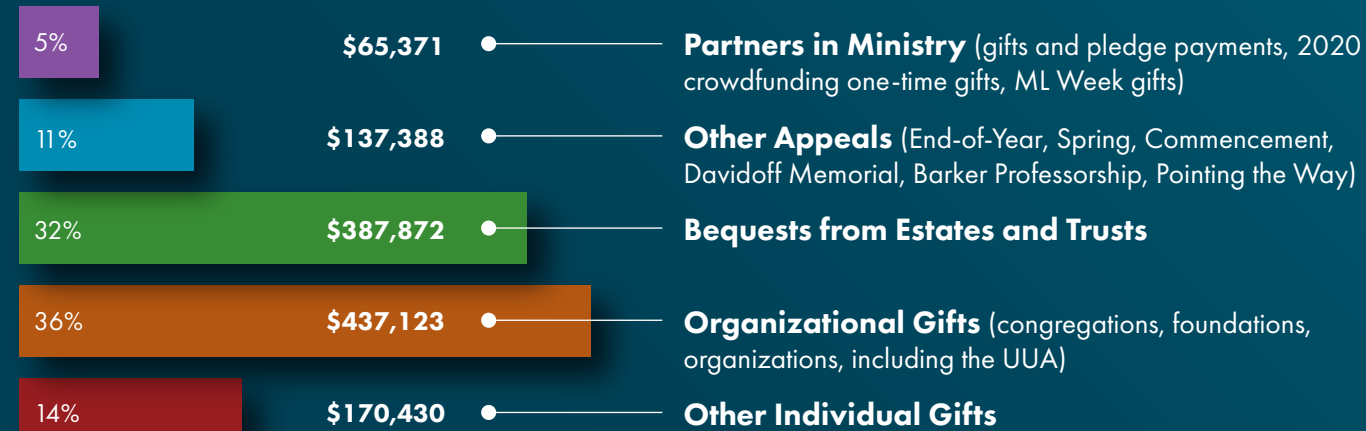 5% $65,371 Partners in Ministry (gifts and pledge payments, 2020
crowdfunding one-time gifts, ML Week gifts)
11% $137,388 Other Appeals (End-of-Year, Spring, Commencement,
Davidoff Memorial, Barker Professorship, Pointing the Way)
32% $387,872 Bequests from Estates and Trusts
36% $437,123 Organizational Gifts (congregations, foundations,
organizations, including the UUA)
14% $170,430 Other Individual Gifts